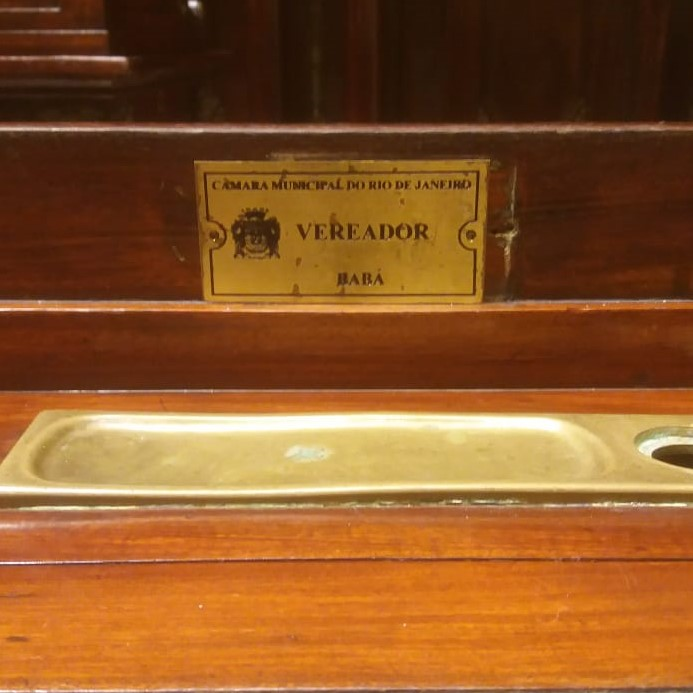 CÂMARA MUNICIPAL DO RIO DE JANEIRO
VEREADOR
BABÁ